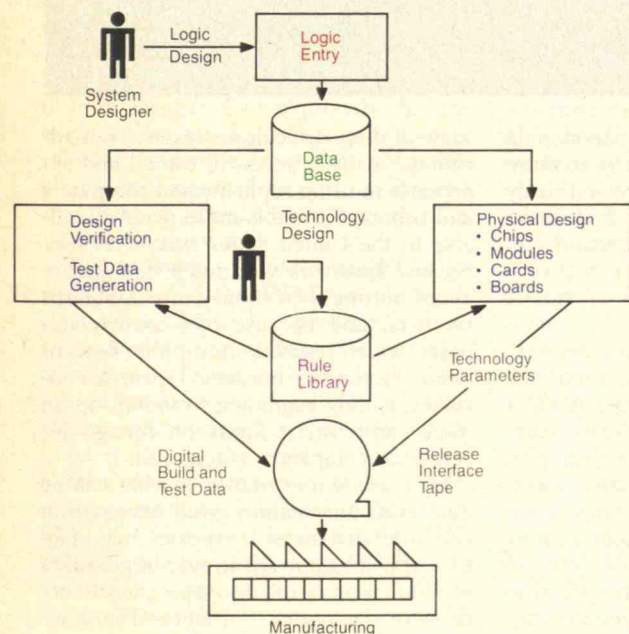 Logic
Design
Logic
Entry
System
Designer
Data
Base
Design
Verication
Test Data
Generation
Technology
Design
Physical Design
• Chips
• Modules
• Cards
• Boards
Rule
Library
Technology
Parameters
Digital
Build and
Test Data
Release
Interface
Tape
Manufacturing